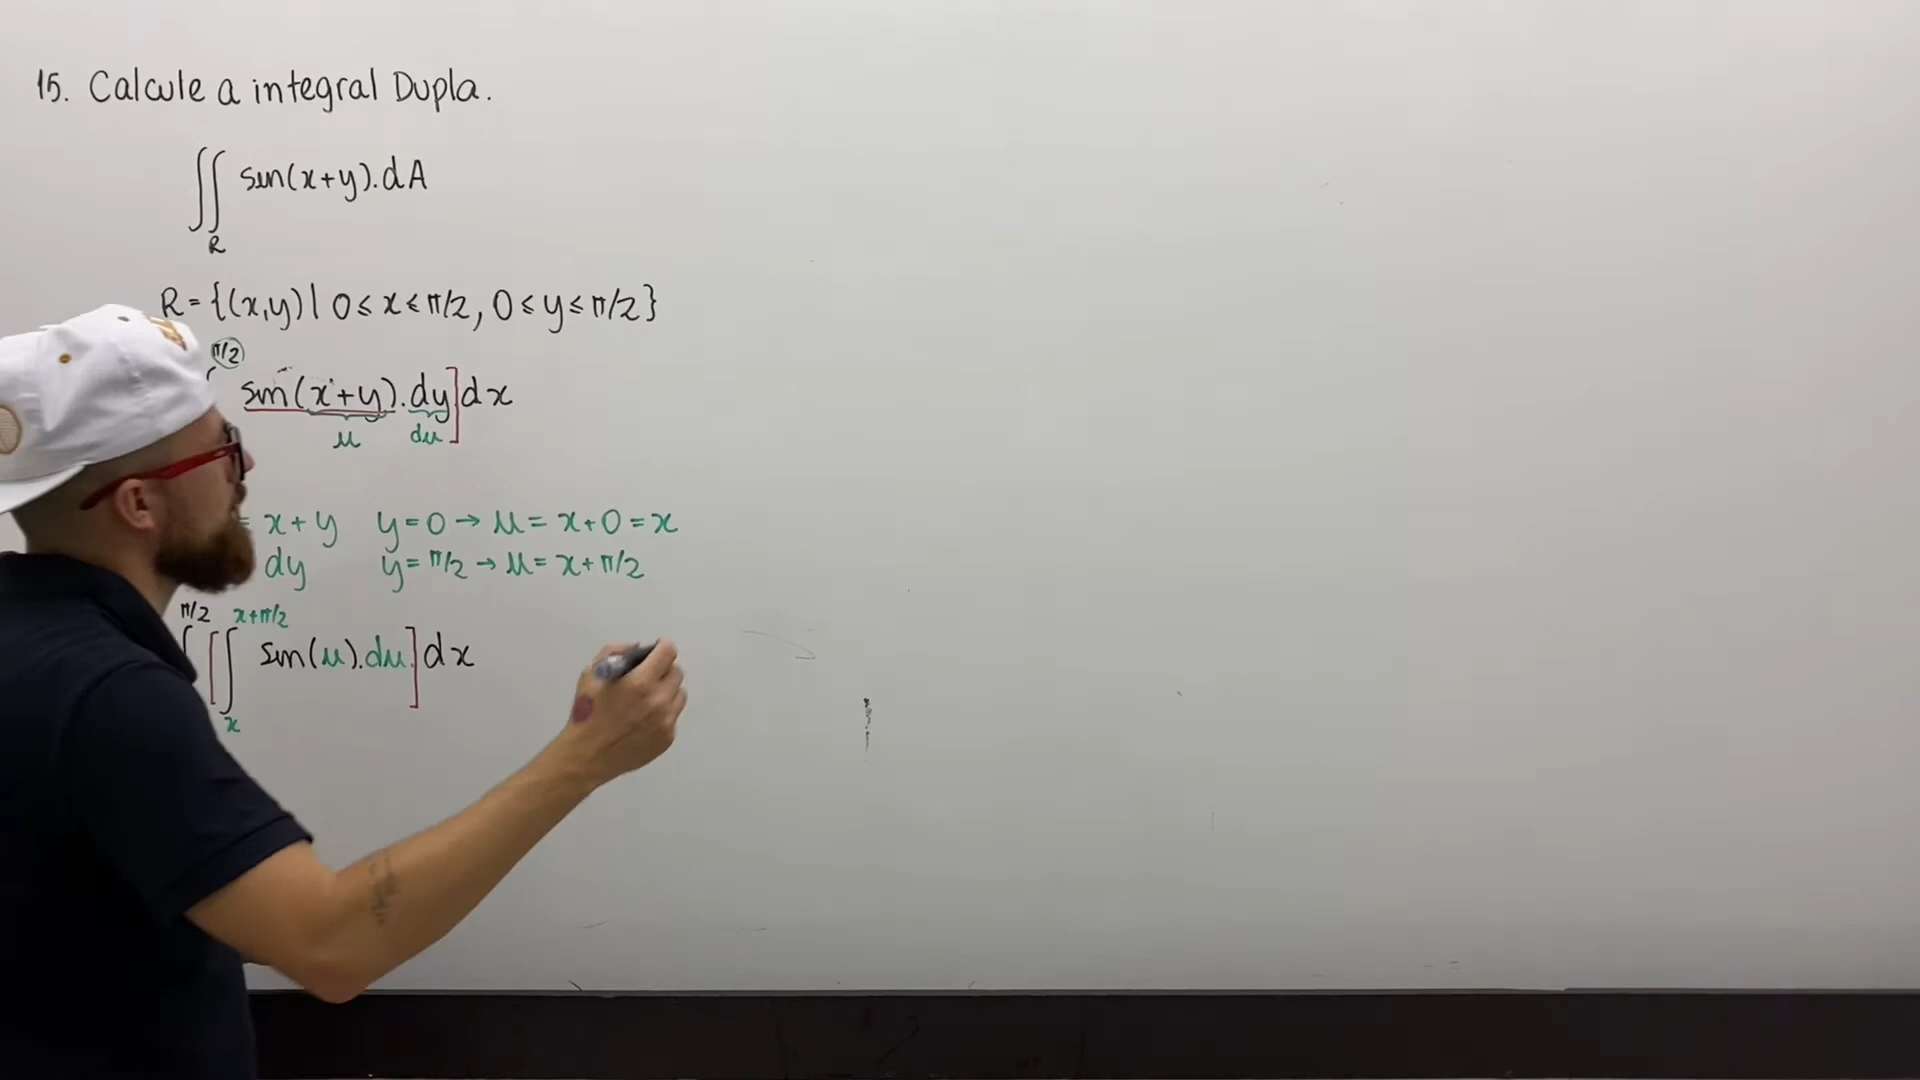 15. Calcule a integral Dupla.
∬ sen(x+y).dA
R
R = {(x,y) | 0 ≤ x ≤ π/2, 0 ≤ y ≤ π/2}
π/2
sen(x+y).dy]dx
u du
= x+y y=0 → u = x+0 = x
dy y=π/2 → u = x+π/2
π/2 x+π/2
∫ [∫ sen(u).du]dx
x